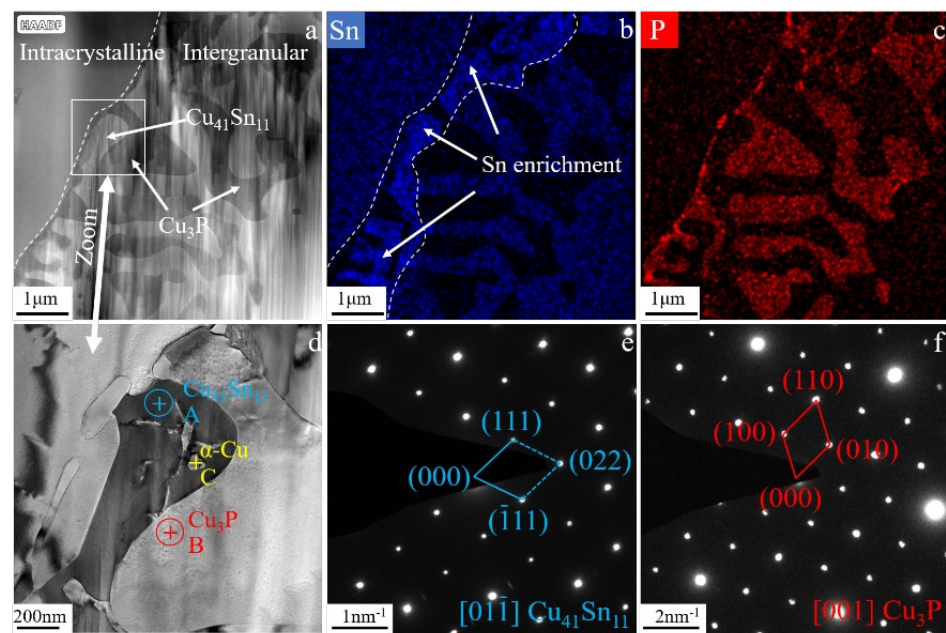 HAADF
a
Intracrystalline Intergranular
Cu₄₁Sn₁₁
Cu₃P
Zoom
1μm
Sn
b
Sn enrichment
1μm
P
c
1μm
d
Cu₄₁Sn₁₁
A
α-Cu
C
Cu₃P
B
200nm
e
(111)
(000)
(022)
(1̄11)
1nm⁻¹
[011̄] Cu₄₁Sn₁₁
f
(110)
(100)
(010)
(000)
2nm⁻¹
[001] Cu₃P